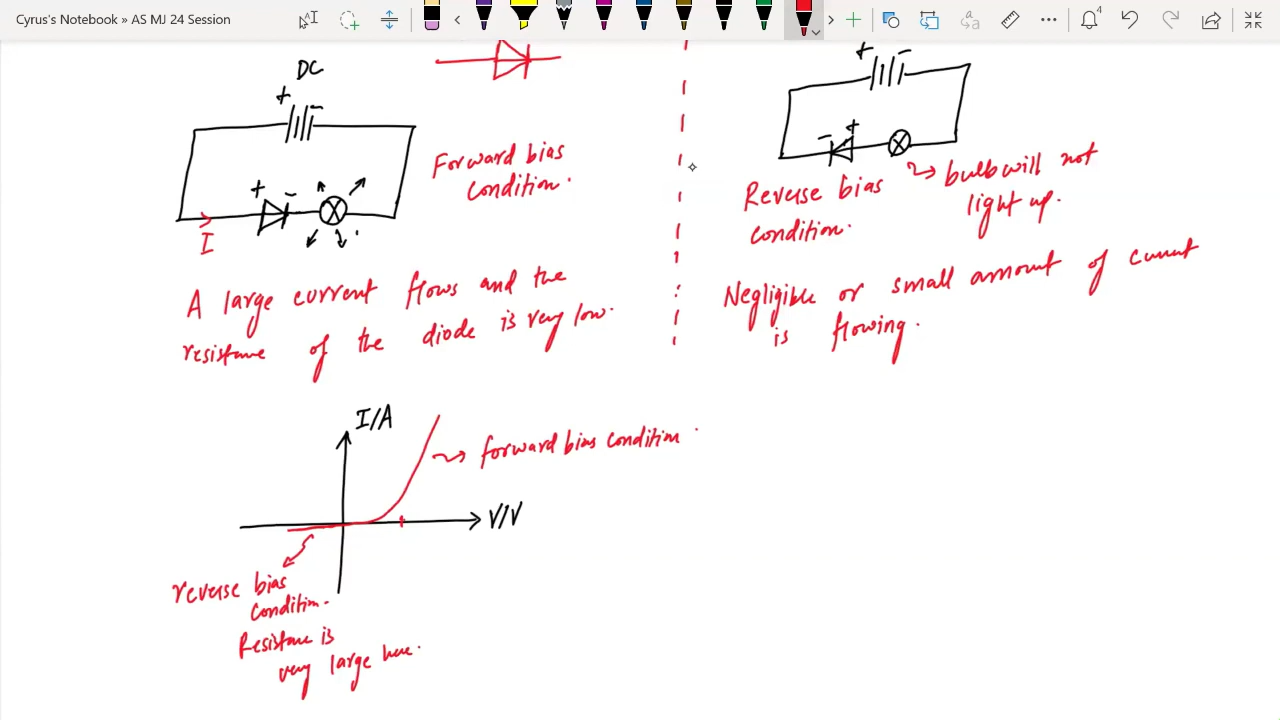 Cyrus's Notebook » AS MJ 24 Session
4
DC
+
-
+ -
I
Forward bias
condition.
A large current flows and the
resistance of the diode is very low.
+
-
- +
Reverse bias
condition.
bulb will not
light up.
Negligible or small amount of current
is flowing.
I/A
forward bias condition.
V/V
reverse bias
condition.
Resistance is
very large here.